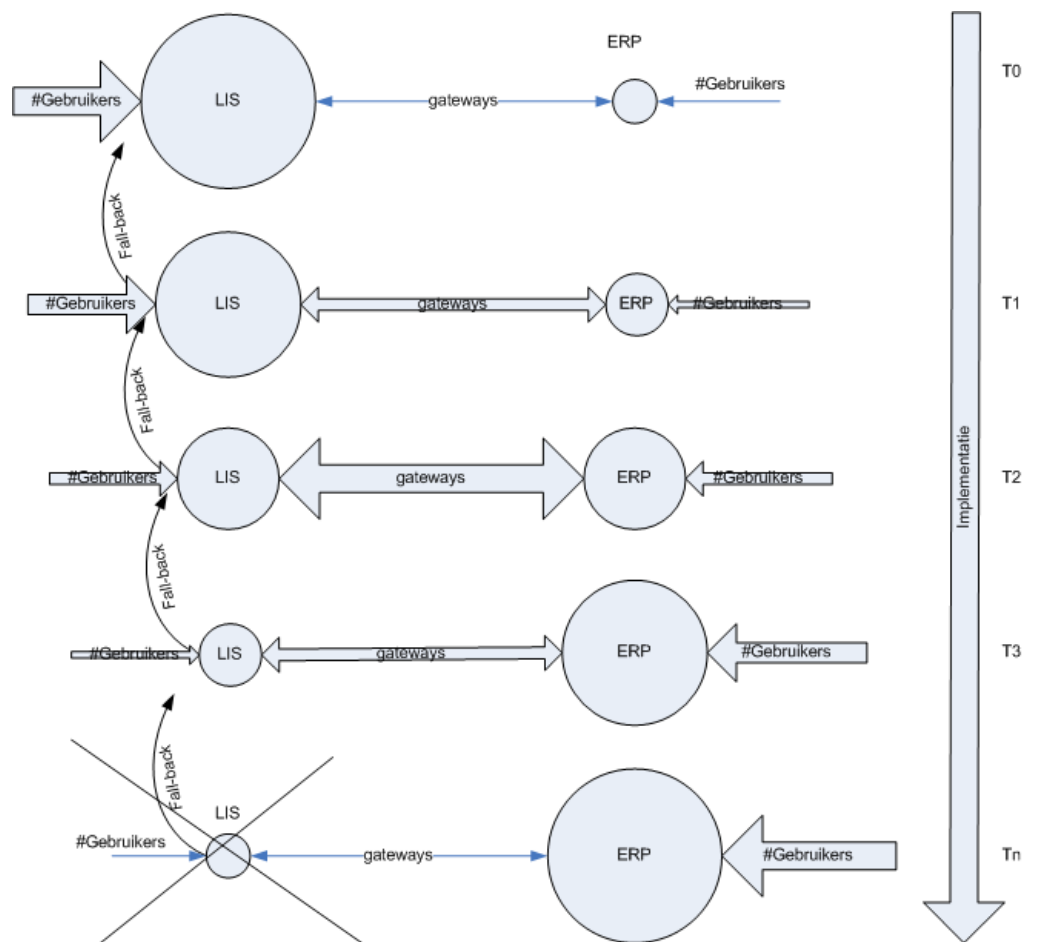 ERP
T0
#Gebruikers
LIS
gateways
#Gebruikers
Fall-back
#Gebruikers
LIS
gateways
ERP
#Gebruikers
T1
Fall-back
#Gebruikers
LIS
gateways
ERP
#Gebruikers
T2
Implementatie
Fall-back
#Gebruikers
LIS
gateways
ERP
#Gebruikers
T3
Fall-back
LIS
#Gebruikers
gateways
ERP
#Gebruikers
Tn